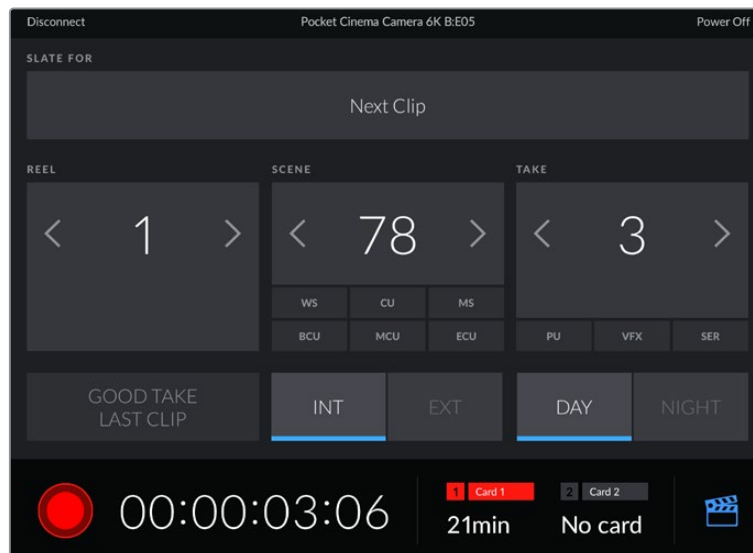 Disconnect Pocket Cinema Camera 6K B:E05 Power Off
SLATE FOR
Next Clip
REEL SCENE TAKE
1 78 3
WS CU MS
BCU MCU ECU PU VFX SER
GOOD TAKE
LAST CLIP
INT EXT DAY NIGHT
00:00:03:06
1 Card 1 2 Card 2
21min No card